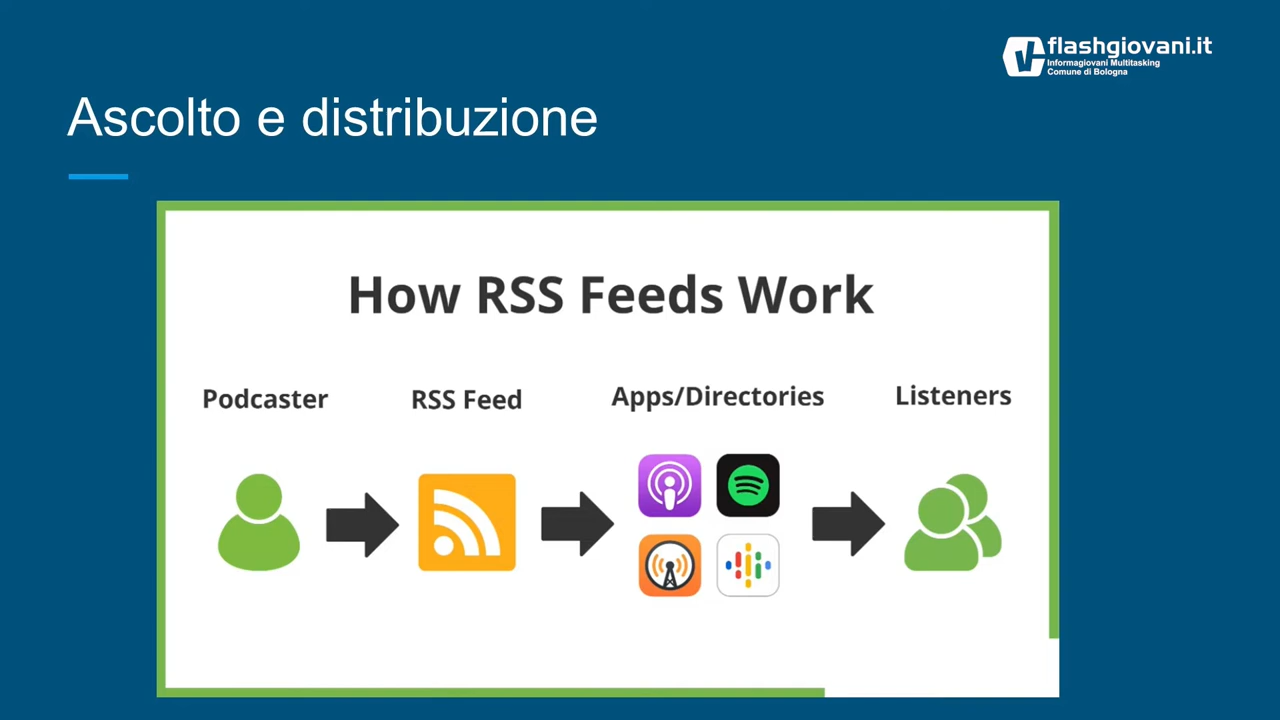 flashgiovani.it
Informagiovani Multitasking
Comune di Bologna
Ascolto e distribuzione
How RSS Feeds Work
Podcaster
RSS Feed
Apps/Directories
Listeners